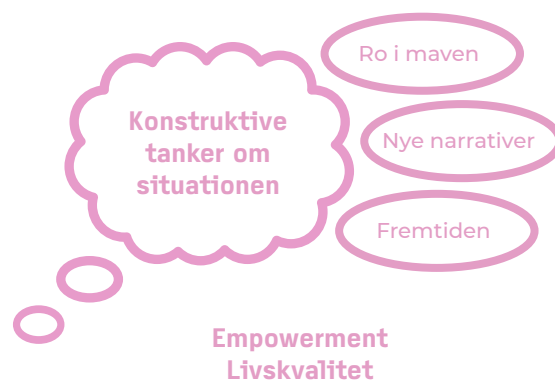 Konstruktive
tanker om
situationen
Ro i maven
Nye narrativer
Fremtiden
Empowerment
Livskvalitet